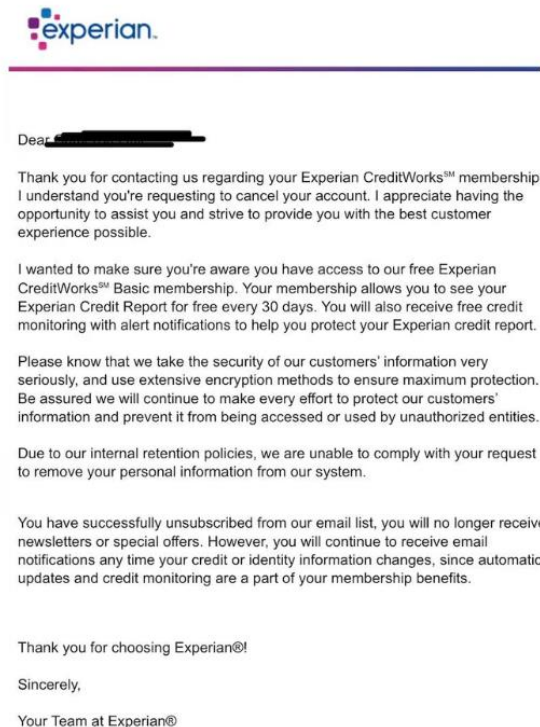 experian.
Dear
Thank you for contacting us regarding your Experian CreditWorks℠ membership
I understand you're requesting to cancel your account. I appreciate having the
opportunity to assist you and strive to provide you with the best customer
experience possible.
I wanted to make sure you're aware you have access to our free Experian
CreditWorks℠ Basic membership. Your membership allows you to see your
Experian Credit Report for free every 30 days. You will also receive free credit
monitoring with alert notifications to help you protect your Experian credit report.
Please know that we take the security of our customers' information very
seriously, and use extensive encryption methods to ensure maximum protection.
Be assured we will continue to make every effort to protect our customers'
information and prevent it from being accessed or used by unauthorized entities.
Due to our internal retention policies, we are unable to comply with your request
to remove your personal information from our system.
You have successfully unsubscribed from our email list, you will no longer receive
newsletters or special offers. However, you will continue to receive email
notifications any time your credit or identity information changes, since automatic
updates and credit monitoring are a part of your membership benefits.
Thank you for choosing Experian®!
Sincerely,
Your Team at Experian®